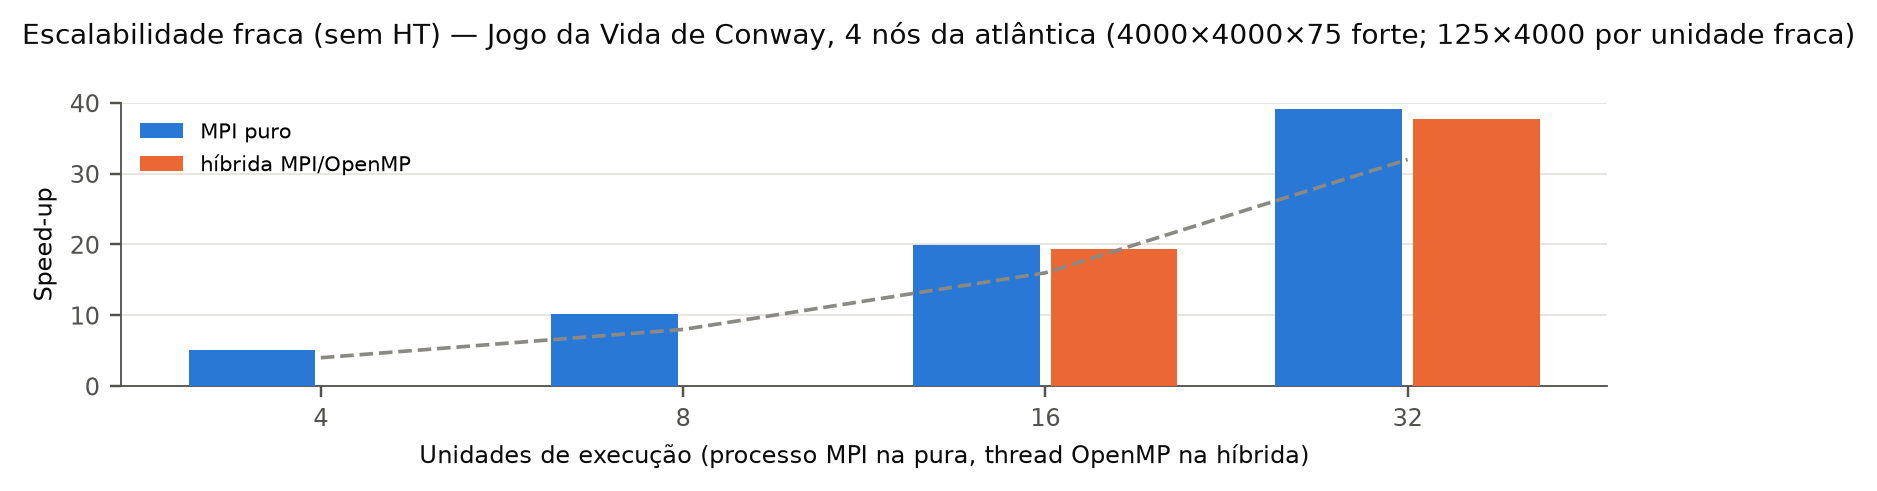 Escalabilidade fraca (sem HT) — Jogo da Vida de Conway, 4 nós da atlântica (4000×4000×75 forte; 125×4000 por unidade fraca)
40
30
20
10
0
Speed-up
MPI puro
híbrida MPI/OpenMP
4 8 16 32
Unidades de execução (processo MPI na pura, thread OpenMP na híbrida)